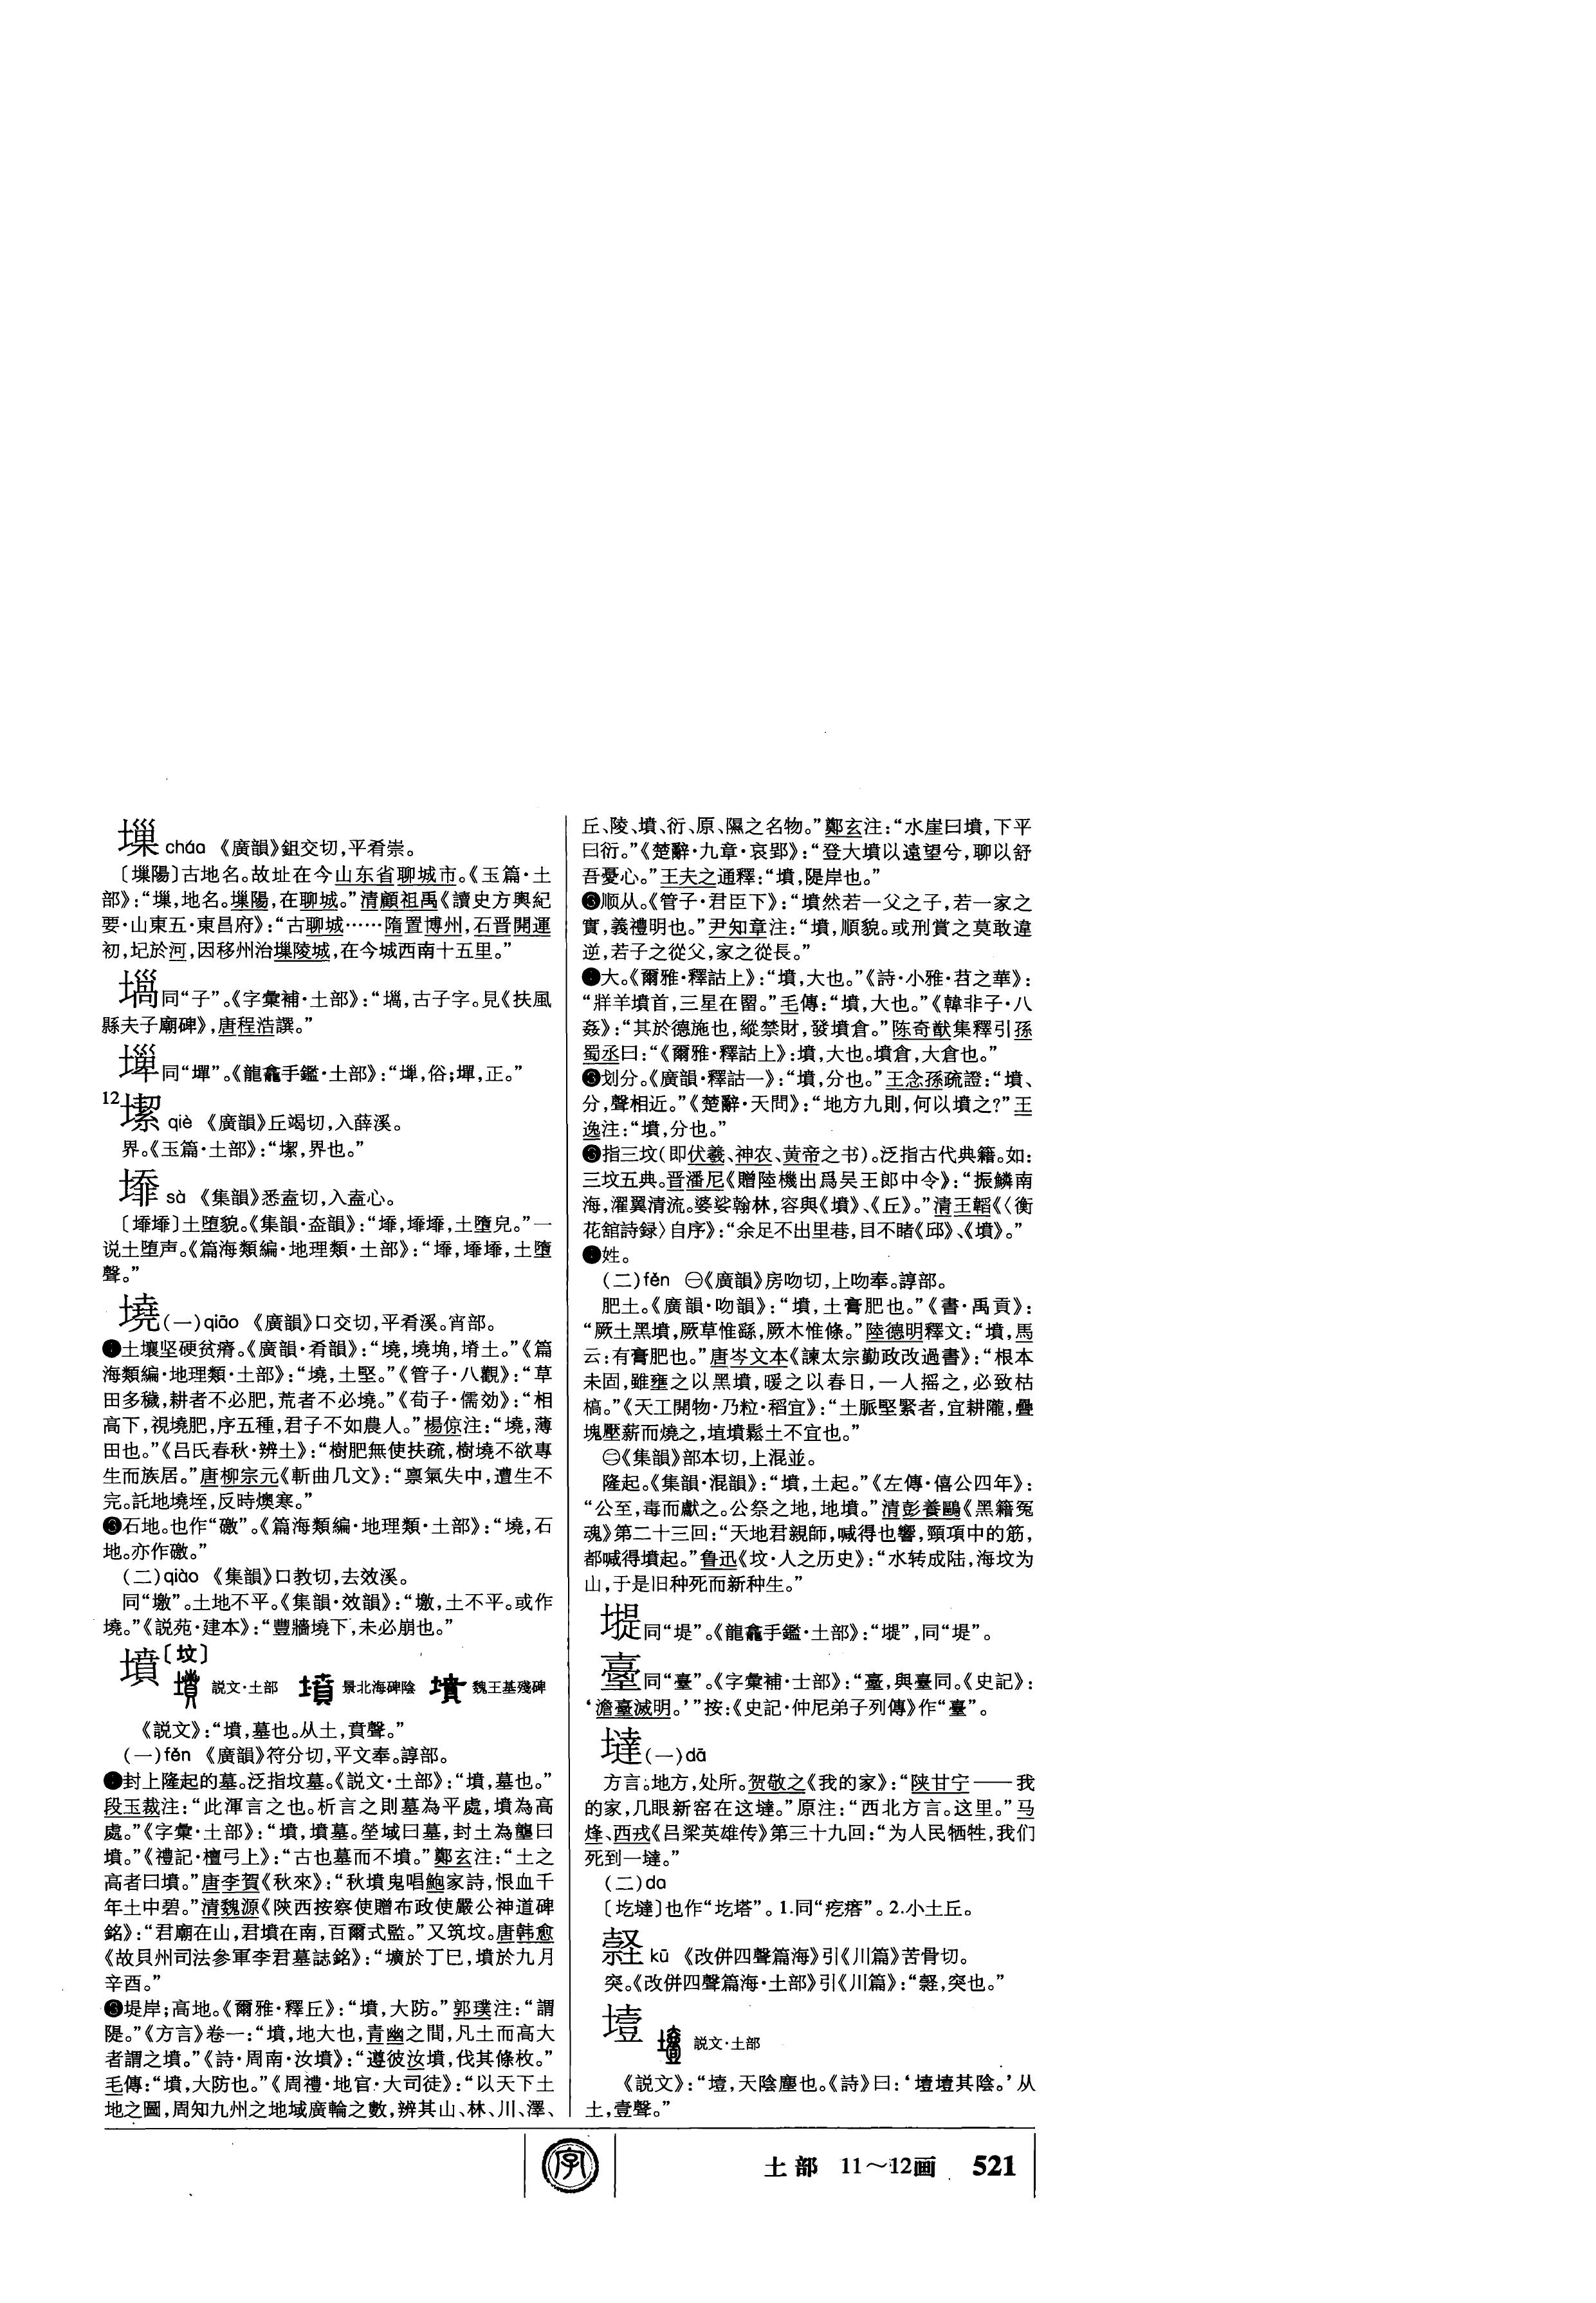 墚 cháo 《廣韻》鉏交切,平肴崇。
〔墚陽〕古地名。故址在今山东省聊城市。《玉篇·土
部》:“墚,地名。墚陽,在聊城。”清顧祖禹《讀史方輿紀
要·山東五·東昌府》:“古聊城……隋置博州,石晋開運
初,圮於河,因移州治墚陵城,在今城西南十五里。”
同“子”。《字彙補·土部》:“,古子字。見《扶風
縣夫子廟碑》,唐程浩譔。”
同“墠”。《龍龕手鑑·土部》:“,俗;墠,正。”
12 qiè 《廣韻》丘竭切,入薛溪。
界。《玉篇·土部》:“,界也。”
sà 《集韻》悉盍切,入盍心。
〔〕土堕貌。《集韻·盍韻》:“,,土墮皃。”一
说土堕声。《篇海類編·地理類·土部》:“,,土墮
聲。”
墝(一)qiāo 《廣韻》口交切,平肴溪。宵部。
❶土壤坚硬贫瘠。《廣韻·肴韻》:“墝,墝埆,塉土。”《篇
海類編·地理類·土部》:“墝,土堅。”《管子·八觀》:“草
田多穢,耕者不必肥,荒者不必墝。”《荀子·儒効》:“相
高下,視墝肥,序五種,君子不如農人。”楊倞注:“墝,薄
田也。”《吕氏春秋·辨土》:“樹肥無使扶疏,樹墝不欲專
生而族居。”唐柳宗元《斬曲几文》:“禀氣失中,遭生不
完。託地墝垤,反時燠寒。”
石地。也作“磽”。《篇海類編·地理類·土部》:“墝,石
地。亦作磽。”
(二)qiào 《集韻》口教切,去效溪。
同“墽”。土地不平。《集韻·效韻》:“墽,土不平。或作
墝。”《説苑·建本》:“豐牆墝下,未必崩也。”
墳〔坟〕
説文·土部 景北海碑陰 魏王基殘碑
《説文》:“墳,墓也。从土,賁聲。”
(一)fén 《廣韻》符分切,平文奉。諄部。
❶封上隆起的墓。泛指坟墓。《説文·土部》:“墳,墓也。”
段玉裁注:“此渾言之也。析言之則墓為平處,墳為高
處。”《字彙·土部》:“墳,墳墓。塋域曰墓,封土為壟曰
墳。”《禮記·檀弓上》:“古也墓而不墳。”鄭玄注:“土之
高者曰墳。”唐李賀《秋來》:“秋墳鬼唱鮑家詩,恨血千
年土中碧。”清魏源《陝西按察使贈布政使嚴公神道碑
銘》:“君廟在山,君墳在南,百爾式監。”又筑坟。唐韩愈
《故貝州司法參軍李君墓誌銘》:“壙於丁巳,墳於九月
辛酉。”
堤岸;高地。《爾雅·釋丘》:“墳,大防。”郭璞注:“謂
隄。”《方言》卷一:“墳,地大也,青幽之間,凡土而高大
者謂之墳。”《詩·周南·汝墳》:“遵彼汝墳,伐其條枚。”
毛傳:“墳,大防也。”《周禮·地官·大司徒》:“以天下土
地之圖,周知九州之地域廣輪之數,辨其山、林、川、澤、
丘、陵、墳、衍、原、隰之名物。”鄭玄注:“水崖曰墳,下平
曰衍。”《楚辭·九章·哀郢》:“登大墳以遠望兮,聊以舒
吾憂心。”王夫之通釋:“墳,隄岸也。”
❸顺从。《管子·君臣下》:“墳然若一父之子,若一家之
實,義禮明也。”尹知章注:“墳,順貌。或刑賞之莫敢違
逆,若子之從父,家之從長。”
大。《爾雅·釋詁上》:“墳,大也。”《詩·小雅·苕之華》:
“牂羊墳首,三星在罶。”毛傳:“墳,大也。”《韓非子·八
姦》:“其於德施也,縱禁財,發墳倉。”陈奇猷集釋引孫
蜀丞曰:“《爾雅·釋詁上》:墳,大也。墳倉,大倉也。”
划分。《廣韻·釋詁一》:“墳,分也。”王念孫疏證:“墳、
分,聲相近。”《楚辭·天問》:“地方九則,何以墳之?”王
逸注:“墳,分也。”
指三坟(即伏羲、神农、黄帝之书)。泛指古代典籍。如:
三坟五典。晋潘尼《贈陸機出爲吴王郎中令》:“振鱗南
海,濯翼清流。婆娑翰林,容與《墳》、《丘》。”清王韜《〈衡
花舘詩録〉自序》:“余足不出里巷,目不睹《邱》、《墳》。”
姓。
(二)fěn ㊀《廣韻》房吻切,上吻奉。諄部。
肥土。《廣韻·吻韻》:“墳,土膏肥也。”《書·禹貢》:
“厥土黑墳,厥草惟繇,厥木惟條。”陸德明釋文:“墳,馬
云:有膏肥也。”唐岑文本《諫太宗勤政改過書》:“根本
未固,雖壅之以黑墳,暖之以春日,一人摇之,必致枯
槁。”《天工開物·乃粒·稻宜》:“土脈堅緊者,宜耕隴,疊
塊壓薪而燒之,埴墳鬆土不宜也。”
㊁《集韻》部本切,上混並。
隆起。《集韻·混韻》:“墳,土起。”《左傳·僖公四年》:
“公至,毒而獻之。公祭之地,地墳。”清彭養鷗《黑籍冤
魂》第二十三回:“天地君親師,喊得也響,頸項中的筋,
都喊得墳起。”鲁迅《坟·人之历史》:“水转成陆,海坟为
山,于是旧种死而新种生。”
同“堤”。《龍龕手鑑·土部》:“”,同“堤”。
同“臺”。《字彙補·士部》:“,與臺同。《史記》:
‘澹滅明。’”按:《史記·仲尼弟子列傳》作“臺”。
墶(一)dā
方言。地方,处所。贺敬之《我的家》:“陕甘宁——我
的家,几眼新窑在这墶。”原注:“西北方言。这里。”马
烽、西戎《吕梁英雄传》第三十九回:“为人民牺牲,我们
死到一墶。”
(二)da
〔圪墶〕也作“圪塔”。1.同“疙瘩”。2.小土丘。
kū 《改併四聲篇海》引《川篇》苦骨切。
突。《改併四聲篇海·土部》引《川篇》:“,突也。”
墫
説文·土部
《説文》:“,天陰塵也。《詩》曰:‘其陰。’从
土,壹聲。”
字
土部 11～12画 521